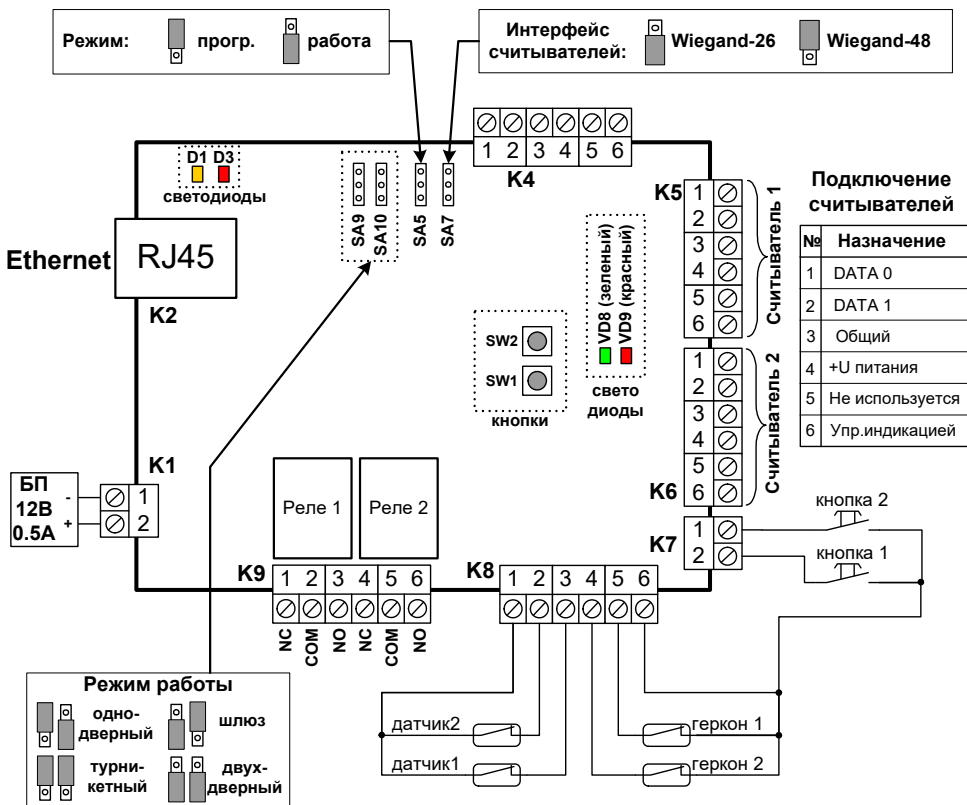 Режим:
прогр.
работа
Интерфейс
считывателей:
Wiegand-26
Wiegand-48
1 2 3 4 5 6
K4
D1 D3
светодиоды
SA9
SA10
SA5
SA7
Ethernet
RJ45
K2
K5
1
2
3
4
5
6
Считыватель 1
Подключение
считывателей
№ Назначение
1 DATA 0
2 DATA 1
3 Общий
4 +U питания
5 Не используется
6 Упр.индикацией
SW2
SW1
кнопки
VD8 (зеленый)
VD9 (красный)
свето
диоды
1
2
3
4
5
6
K6
Считыватель 2
K1
БП
12В
0.5А
-
+
1
2
Реле 1
Реле 2
K7
1
2
кнопка 2
кнопка 1
K9
1 2 3 4 5 6
NC
COM
NO
NC
COM
NO
K8
1 2 3 4 5 6
Режим работы
одно-
дверный
шлюз
турни-
кетный
двух-
дверный
датчик2
датчик1
геркон 1
геркон 2